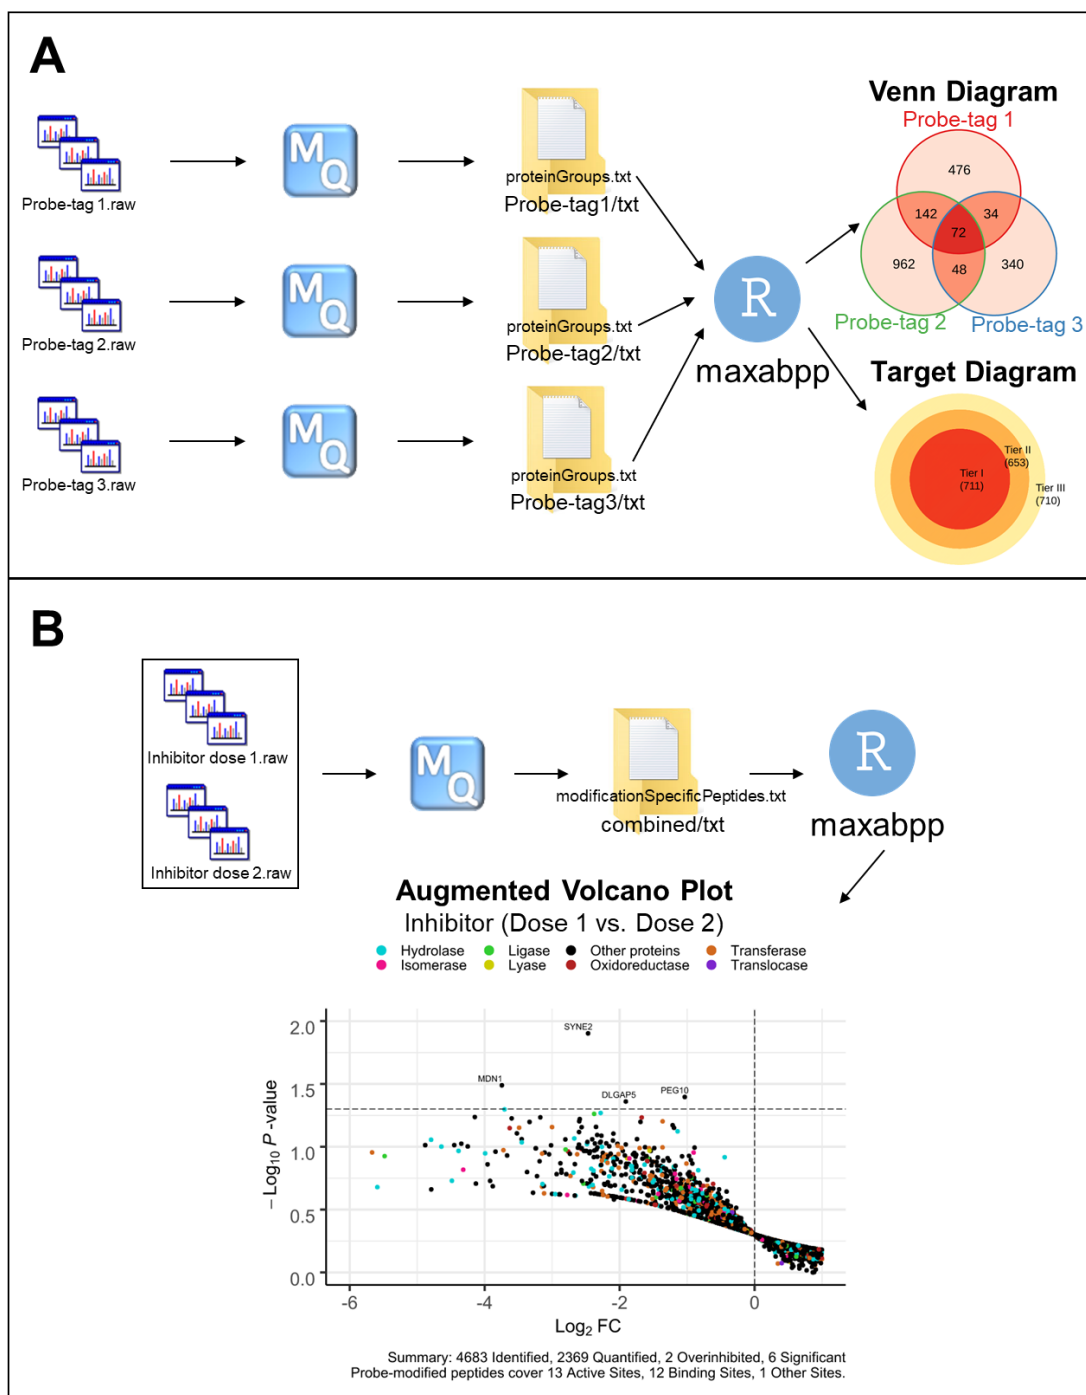 A
Probe-tag 1.raw
M
Q
proteinGroups.txt
Probe-tag1/txt
Probe-tag 2.raw
M
Q
proteinGroups.txt
Probe-tag2/txt
Probe-tag 3.raw
M
Q
proteinGroups.txt
Probe-tag3/txt
R
maxabpp
Venn Diagram
Probe-tag 1
476
142
34
72
962
48
340
Probe-tag 2
Probe-tag 3
Target Diagram
Tier I
(711)
Tier II
(653)
Tier III
(710)
B
Inhibitor dose 1.raw
Inhibitor dose 2.raw
M
Q
modificationSpecificPeptides.txt
combined/txt
R
maxabpp
Augmented Volcano Plot
Inhibitor (Dose 1 vs. Dose 2)
Hydrolase Ligase Other proteins Transferase
Isomerase Lyase Oxidoreductase Translocase
SYNE2
MDN1
DLGAP5
PEG10
2.0
1.5
1.0
0.5
0.0
−Log₁₀ P-value
-6 -4 -2 0
Log₂ FC
Summary: 4683 Identified, 2369 Quantified, 2 Overinhibited, 6 Significant
Probe-modified peptides cover 13 Active Sites, 12 Binding Sites, 1 Other Sites.